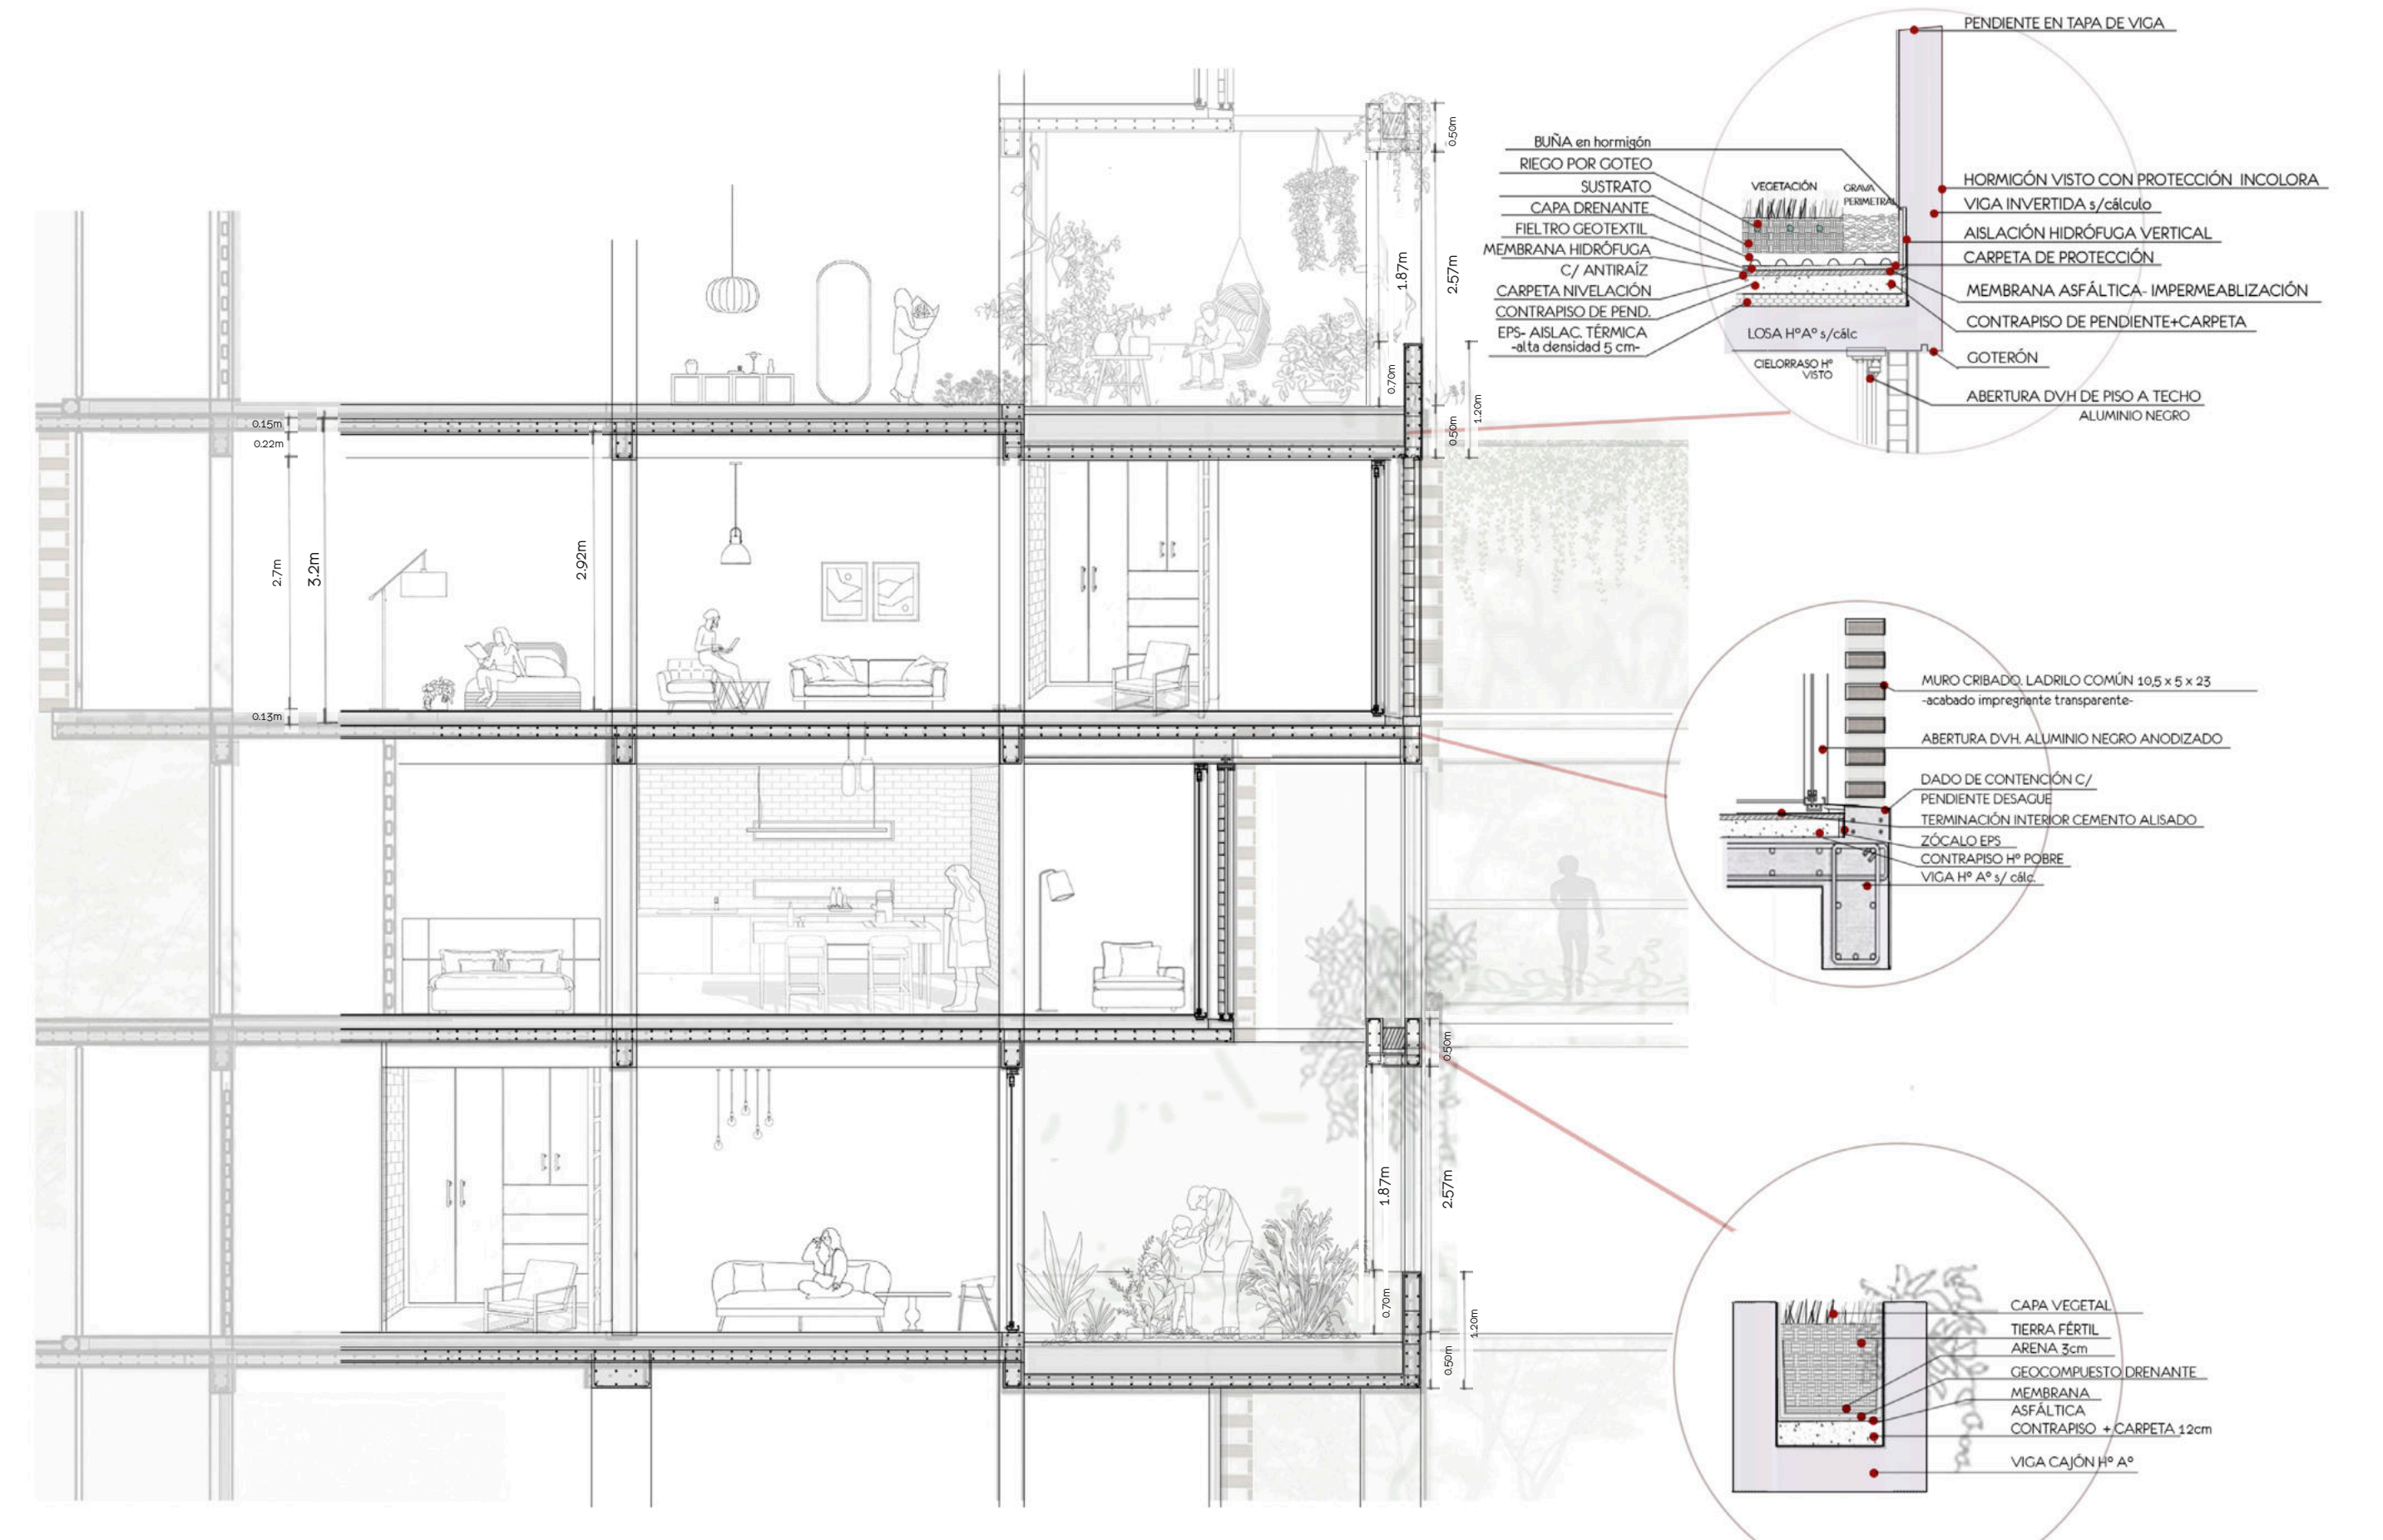 PENDIENTE EN TAPA DE VIGA
BUÑA en hormigón
RIEGO POR GOTEO
SUSTRATO
CAPA DRENANTE
FIELTRO GEOTEXTIL
MEMBRANA HIDRÓFUGA
C/ ANTIRAÍZ
CARPETA NIVELACIÓN
CONTRAPISO DE PEND.
EPS- AISLAC. TÉRMICA
-alta densidad 5 cm-
VEGETACIÓN
GRAVA
PERIMETRAL
LOSA HºAº s/cálc
CIELORRASO Hº
VISTO
HORMIGÓN VISTO CON PROTECCIÓN INCOLORA
VIGA INVERTIDA s/cálculo
AISLACIÓN HIDRÓFUGA VERTICAL
CARPETA DE PROTECCIÓN
MEMBRANA ASFÁLTICA- IMPERMEABLIZACIÓN
CONTRAPISO DE PENDIENTE+CARPETA
GOTERÓN
ABERTURA DVH DE PISO A TECHO
ALUMINIO NEGRO
0.50m
1.87m
2.57m
0.70m
1.20m
0.50m
0.15m
0.22m
2.7m
3.2m
2.92m
0.13m
MURO CRIBADO. LADRILO COMÚN 10,5 x 5 x 23
-acabado impregnante transparente-
ABERTURA DVH. ALUMINIO NEGRO ANODIZADO
DADO DE CONTENCIÓN C/
PENDIENTE DESAGUE
TERMINACIÓN INTERIOR CEMENTO ALISADO
ZÓCALO EPS
CONTRAPISO Hº POBRE
VIGA Hº Aº s/ cálc.
0.50m
1.87m
2.57m
0.70m
1.20m
0.50m
CAPA VEGETAL
TIERRA FÉRTIL
ARENA 3cm
GEOCOMPUESTO DRENANTE
MEMBRANA
ASFÁLTICA
CONTRAPISO + CARPETA 12cm
VIGA CAJÓN Hº Aº